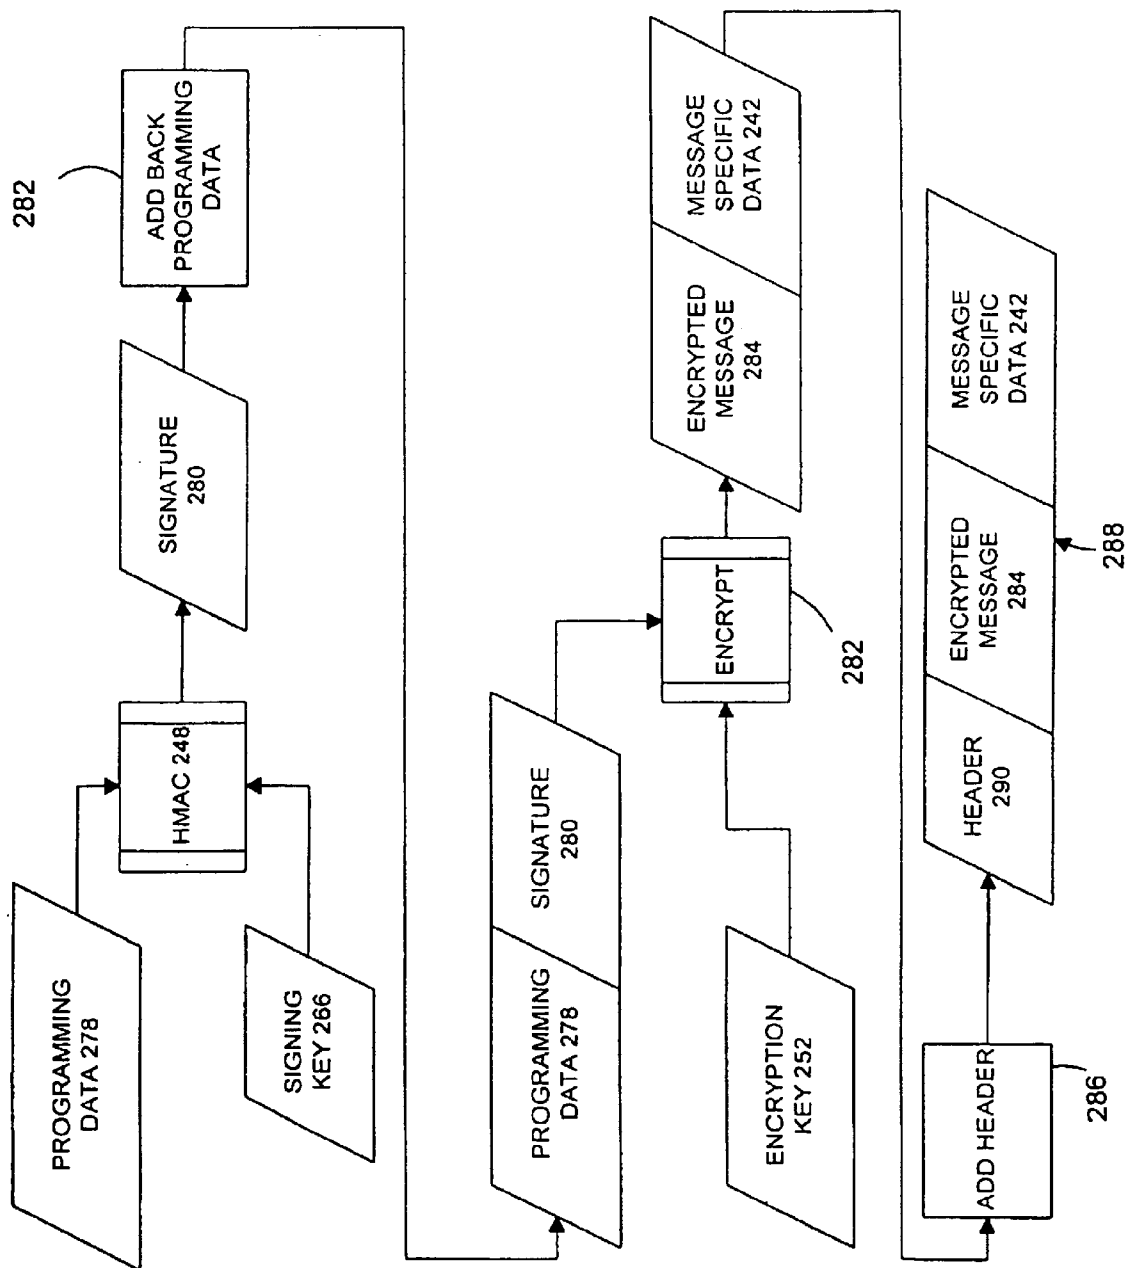 PROGRAMMING
DATA 278
SIGNING
KEY 266
HMAC 248
SIGNATURE
280
ADD BACK
PROGRAMMING
DATA
282
PROGRAMMING
DATA 278
SIGNATURE
280
ENCRYPTION
KEY 252
ENCRYPT
282
ENCRYPTED
MESSAGE
284
MESSAGE
SPECIFIC
DATA 242
ADD HEADER
286
HEADER
290
ENCRYPTED
MESSAGE
284
MESSAGE
SPECIFIC
DATA 242
288